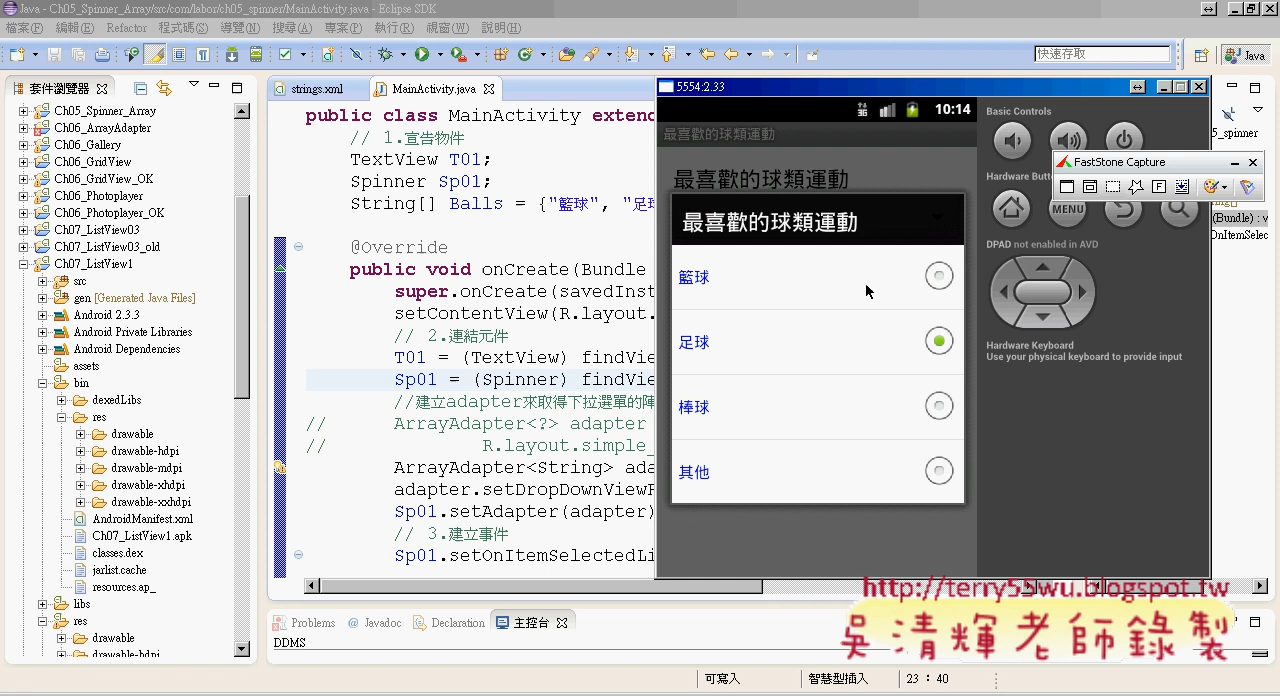 Java - Ch05_Spinner_Array/src/com/labor/ch05_spinner/MainActivity.java - Eclipse SDK
檔案(F) 編輯(E) Refactor 程式碼(S) 導覽(N) 搜尋(A) 專案(P) 執行(R) 視窗(W) 說明(H)
快速存取
Java
套件瀏覽器
Ch05_Spinner_Array
Ch06_ArrayAdapter
Ch05_Gallery
Ch06_GridView
Ch06_GridView_OK
Ch06_Photoplayer
Ch06_Photoplayer_OK
Ch07_ListView03
Ch07_ListView03_old
Ch07_ListView1
src
gen [Generated Java Files]
Android 2.3.3
Android Private Libraries
Android Dependencies
assets
bin
dexedLibs
res
drawable
drawable-hdpi
drawable-mdpi
drawable-xhdpi
drawable-xxhdpi
AndroidManifest.xml
Ch07_ListView1.apk
classes.dex
jarlist.cache
resources.ap_
libs
res
drawable
drawable-hdpi
strings.xml
MainActivity.java
public class MainActivity extend
// 1.宣告物件
TextView T01;
Spinner Sp01;
String[] Balls = {"籃球", "足球
@Override
public void onCreate(Bundle
super.onCreate(savedInst
setContentView(R.layout.
// 2.連結元件
T01 = (TextView) findVie
Sp01 = (Spinner) findVie
//建立adapter來取得下拉選單的陣
// ArrayAdapter<?> adapter
// R.layout.simple_
ArrayAdapter<String> ada
adapter.setDropDownViewR
Sp01.setAdapter(adapter)
// 3.建立事件
Sp01.setOnItemSelectedLi
5554:2.33
3G
10:14
最喜歡的球類運動
最喜歡的球類運動
最喜歡的球類運動
籃球
足球
棒球
其他
Basic Controls
Hardware Butt
MENU
DPAD not enabled in AVD
Hardware Keyboard
Use your physical keyboard to provide input
FastStone Capture
5_spinner
(Bundle) : v
OnItemSelec
Problems
@ Javadoc
Declaration
主控台
DDMS
http://terry55wu.blogspot.tw
吳清輝老師錄製
可寫入
智慧型插入
23 : 40